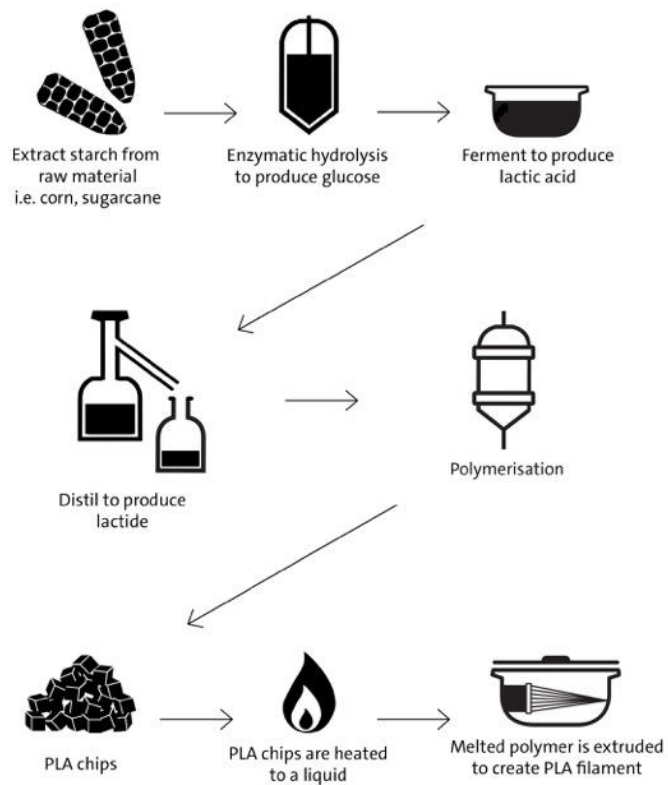 Extract starch from
raw material
i.e. corn, sugarcane
Enzymatic hydrolysis
to produce glucose
Ferment to produce
lactic acid
Distil to produce
lactide
Polymerisation
PLA chips
PLA chips are heated
to a liquid
Melted polymer is extruded
to create PLA filament